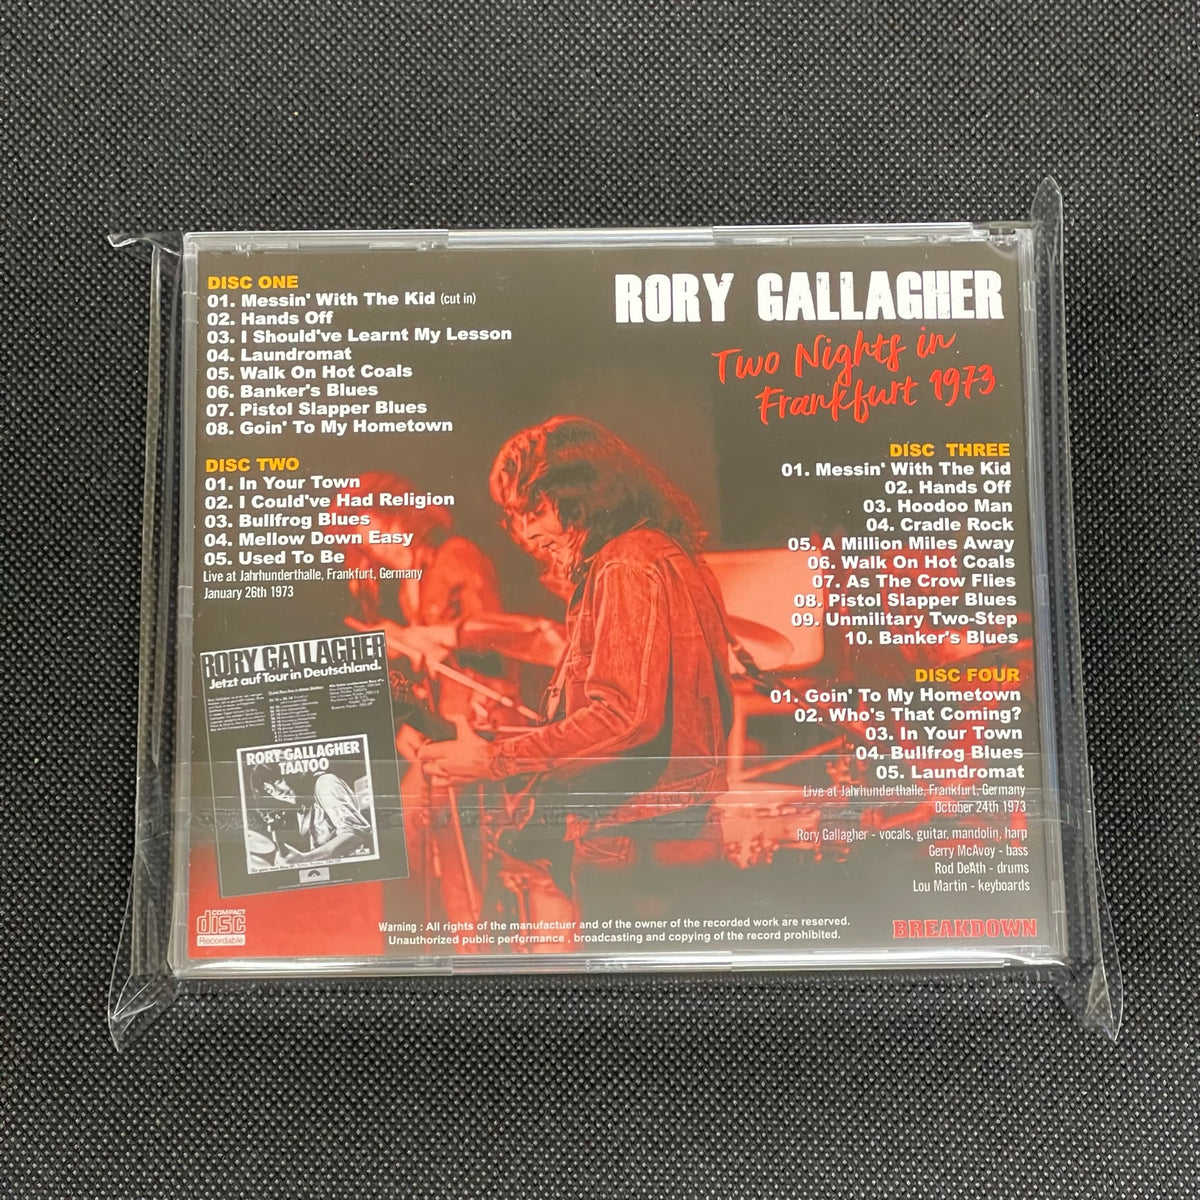 DISC ONE
01. Messin' With The Kid (cut in)
02. Hands Off
03. I Should've Learnt My Lesson
04. Laundromat
05. Walk On Hot Coals
06. Banker's Blues
07. Pistol Slapper Blues
08. Goin' To My Hometown
DISC TWO
01. In Your Town
02. I Could've Had Religion
03. Bullfrog Blues
04. Mellow Down Easy
05. Used To Be
Live at Jahrhunderthalle, Frankfurt, Germany
January 26th 1973
RORY GALLAGHER
Jetzt auf Tour in Deutschland.
RORY GALLAGHER
TAATOO
COMPACT
disc
Recordable
RORY GALLAGHER
Two Nights in
Frankfurt 1973
DISC THREE
01. Messin' With The Kid
02. Hands Off
03. Hoodoo Man
04. Cradle Rock
05. A Million Miles Away
06. Walk On Hot Coals
07. As The Crow Flies
08. Pistol Slapper Blues
09. Unmilitary Two-Step
10. Banker's Blues
DISC FOUR
01. Goin' To My Hometown
02. Who's That Coming?
03. In Your Town
04. Bullfrog Blues
05. Laundromat
Live at Jahrhunderthalle, Frankfurt, Germany
October 24th 1973
Rory Gallagher - vocals, guitar, mandolin, harp
Gerry McAvoy - bass
Rod DeAth - drums
Lou Martin - keyboards
Warning : All rights of the manufactuer and of the owner of the recorded work are reserved.
Unauthorized public performance , broadcasting and copying of the record prohibited.
BREAKDOWN